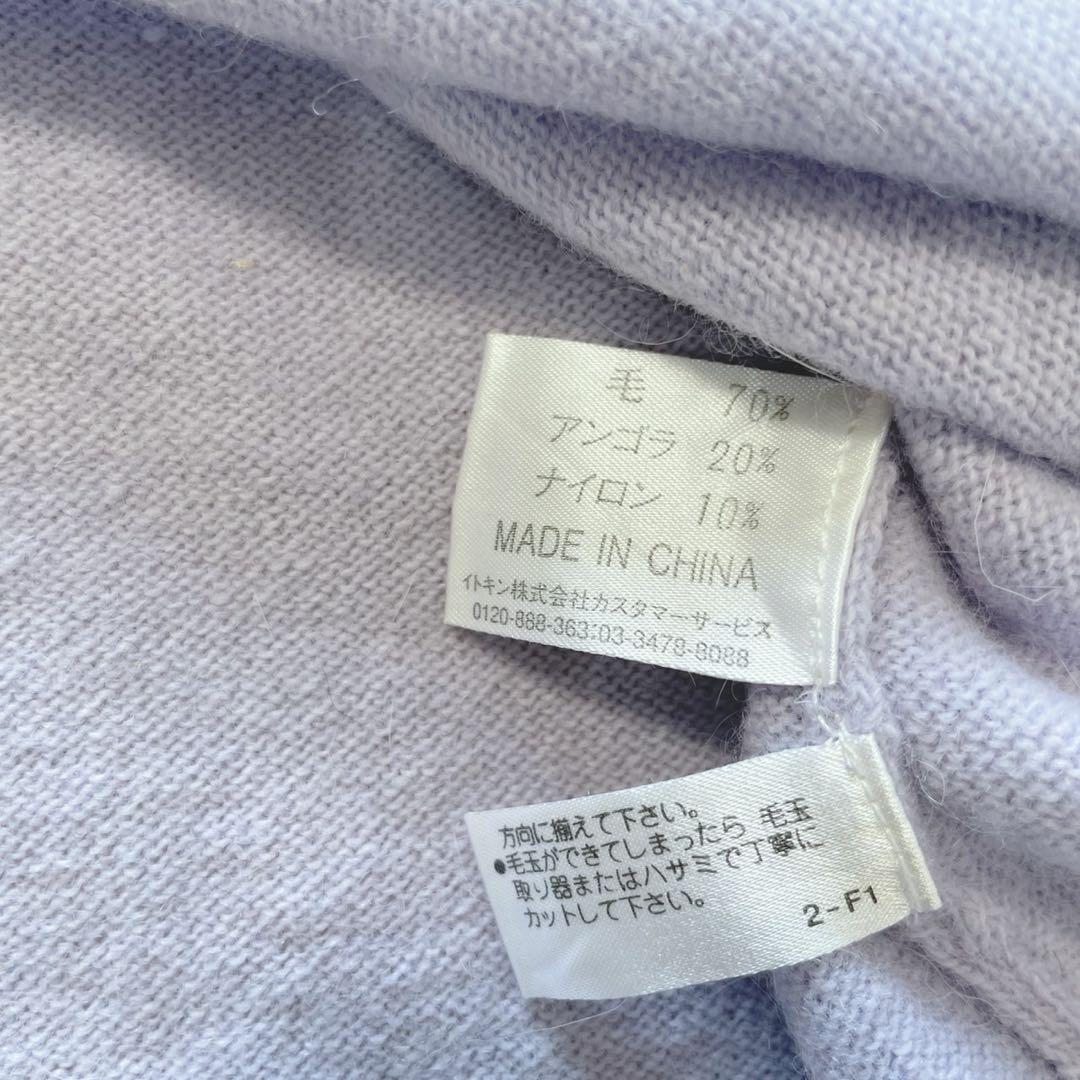 毛 70%
アンゴラ 20%
ナイロン 10%
MADE IN CHINA
イトキン株式会社カスタマーサービス
0120-888-363:03-3478-8088
方向に揃えて下さい。
●毛玉ができてしまったら 毛玉
取り器またはハサミで丁寧に
カットして下さい。
2-F1